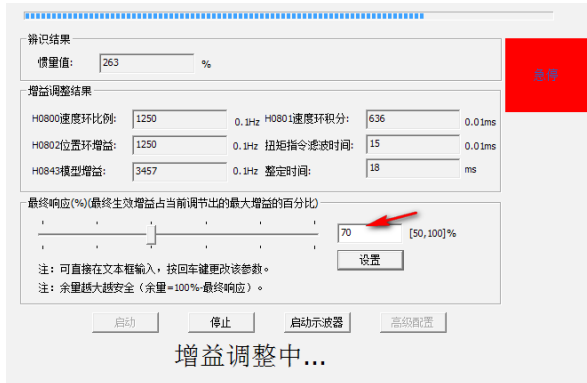 辨识结果
惯量值: 263 %
急停
增益调整结果
H0800速度环比例: 1250 0.1Hz H0801速度环积分: 636 0.01ms
H0802位置环增益: 1250 0.1Hz 扭矩指令滤波时间: 15 0.01ms
H0843模型增益: 3457 0.1Hz 整定时间: 18 ms
最终响应(%)(最终生效增益占当前调节出的最大增益的百分比)
70 [50,100]%
设置
注：可直接在文本框输入，按回车键更改该参数。
注：余量越大越安全（余量=100%-最终响应）。
启动 停止 启动示波器 高级配置
增益调整中...